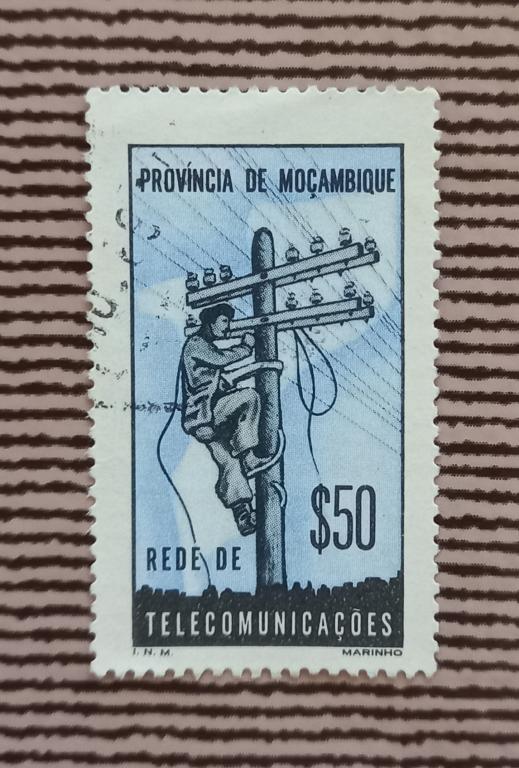 PROVÍNCIA DE MOÇAMBIQUE
$50
REDE DE
TELECOMUNICAÇÕES
I. N. M. MARINHO